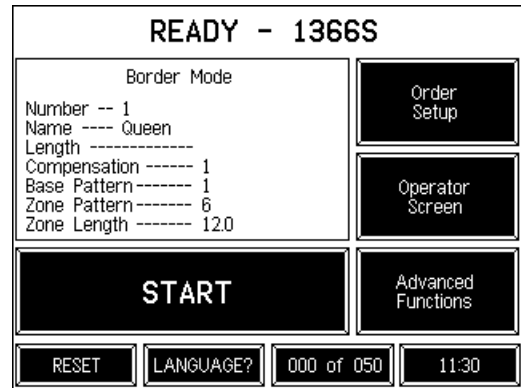 READY - 1366S
Border Mode
Number -- 1
Name ---- Queen
Length -------------
Compensation ------ 1
Base Pattern------- 1
Zone Pattern------- 6
Zone Length ------- 12.0
Order
Setup
Operator
Screen
START
Advanced
Functions
RESET
LANGUAGE?
000 of 050
11:30